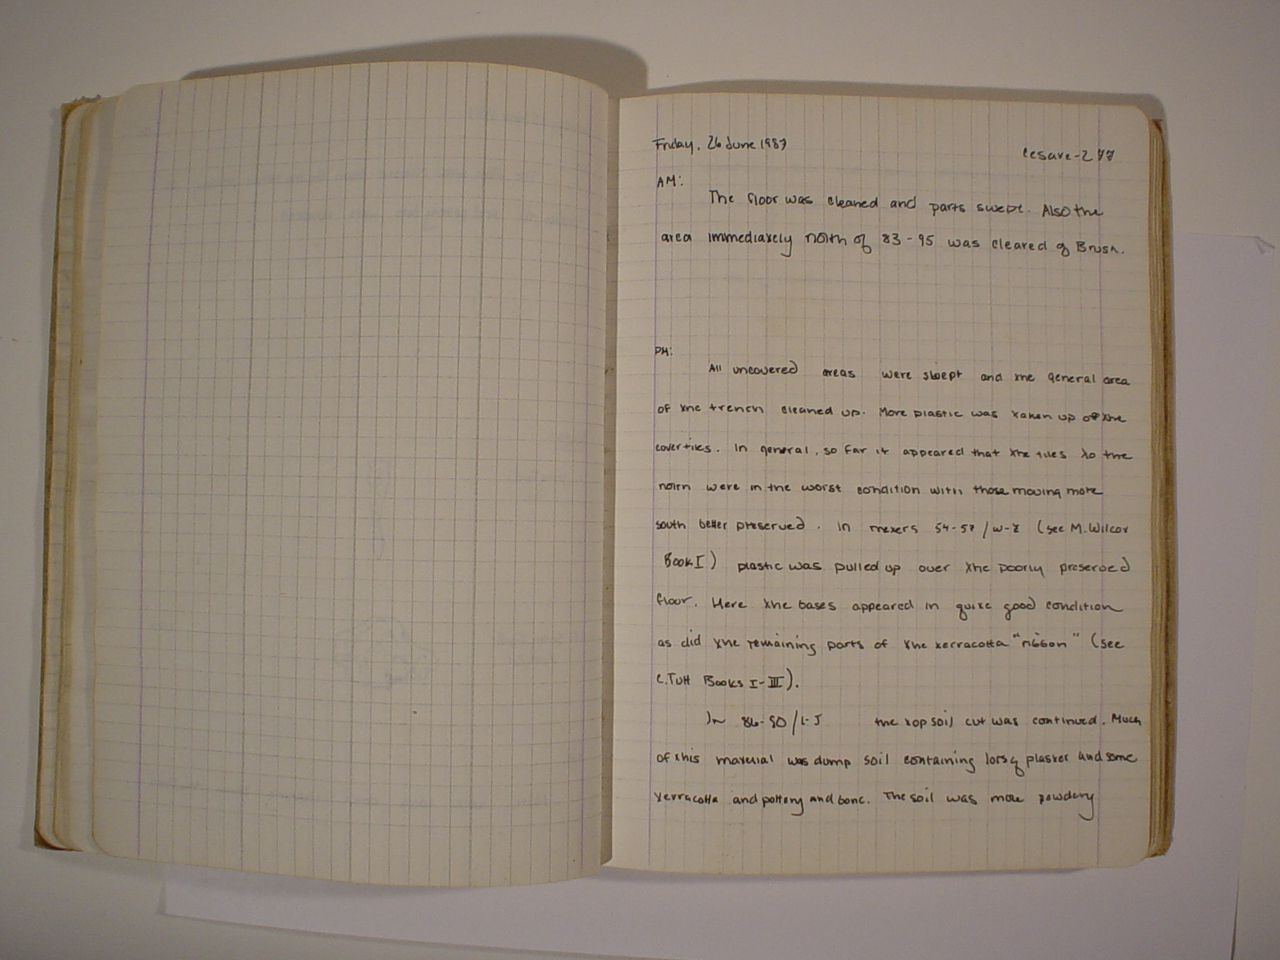 Friday, 26 June 1987
Cesare-2 77
AM:
The floor was cleaned and parts swept. Also the
area immediately north of 83-95 was cleared of Brush.
PM:
All uncovered areas were swept and the general area
of the trench cleaned up. More plastic was taken up off the
covertiles. In general, so far it appeared that the tiles to the
north were in the worst condition with those moving more
south better preserved. In meters 54-57/W-Z (see M. Wilcox
Book I) plastic was pulled up over the poorly preserved
floor. Here the bases appeared in quite good condition
as did the remaining parts of the terracotta "ribbon" (see
C. Tuft Books I-III).
In 86-90/I-J the topsoil cut was continued. Much
of this material was dump soil containing lots of plaster and some
terracotta and pottery and bone. The soil was more powdery